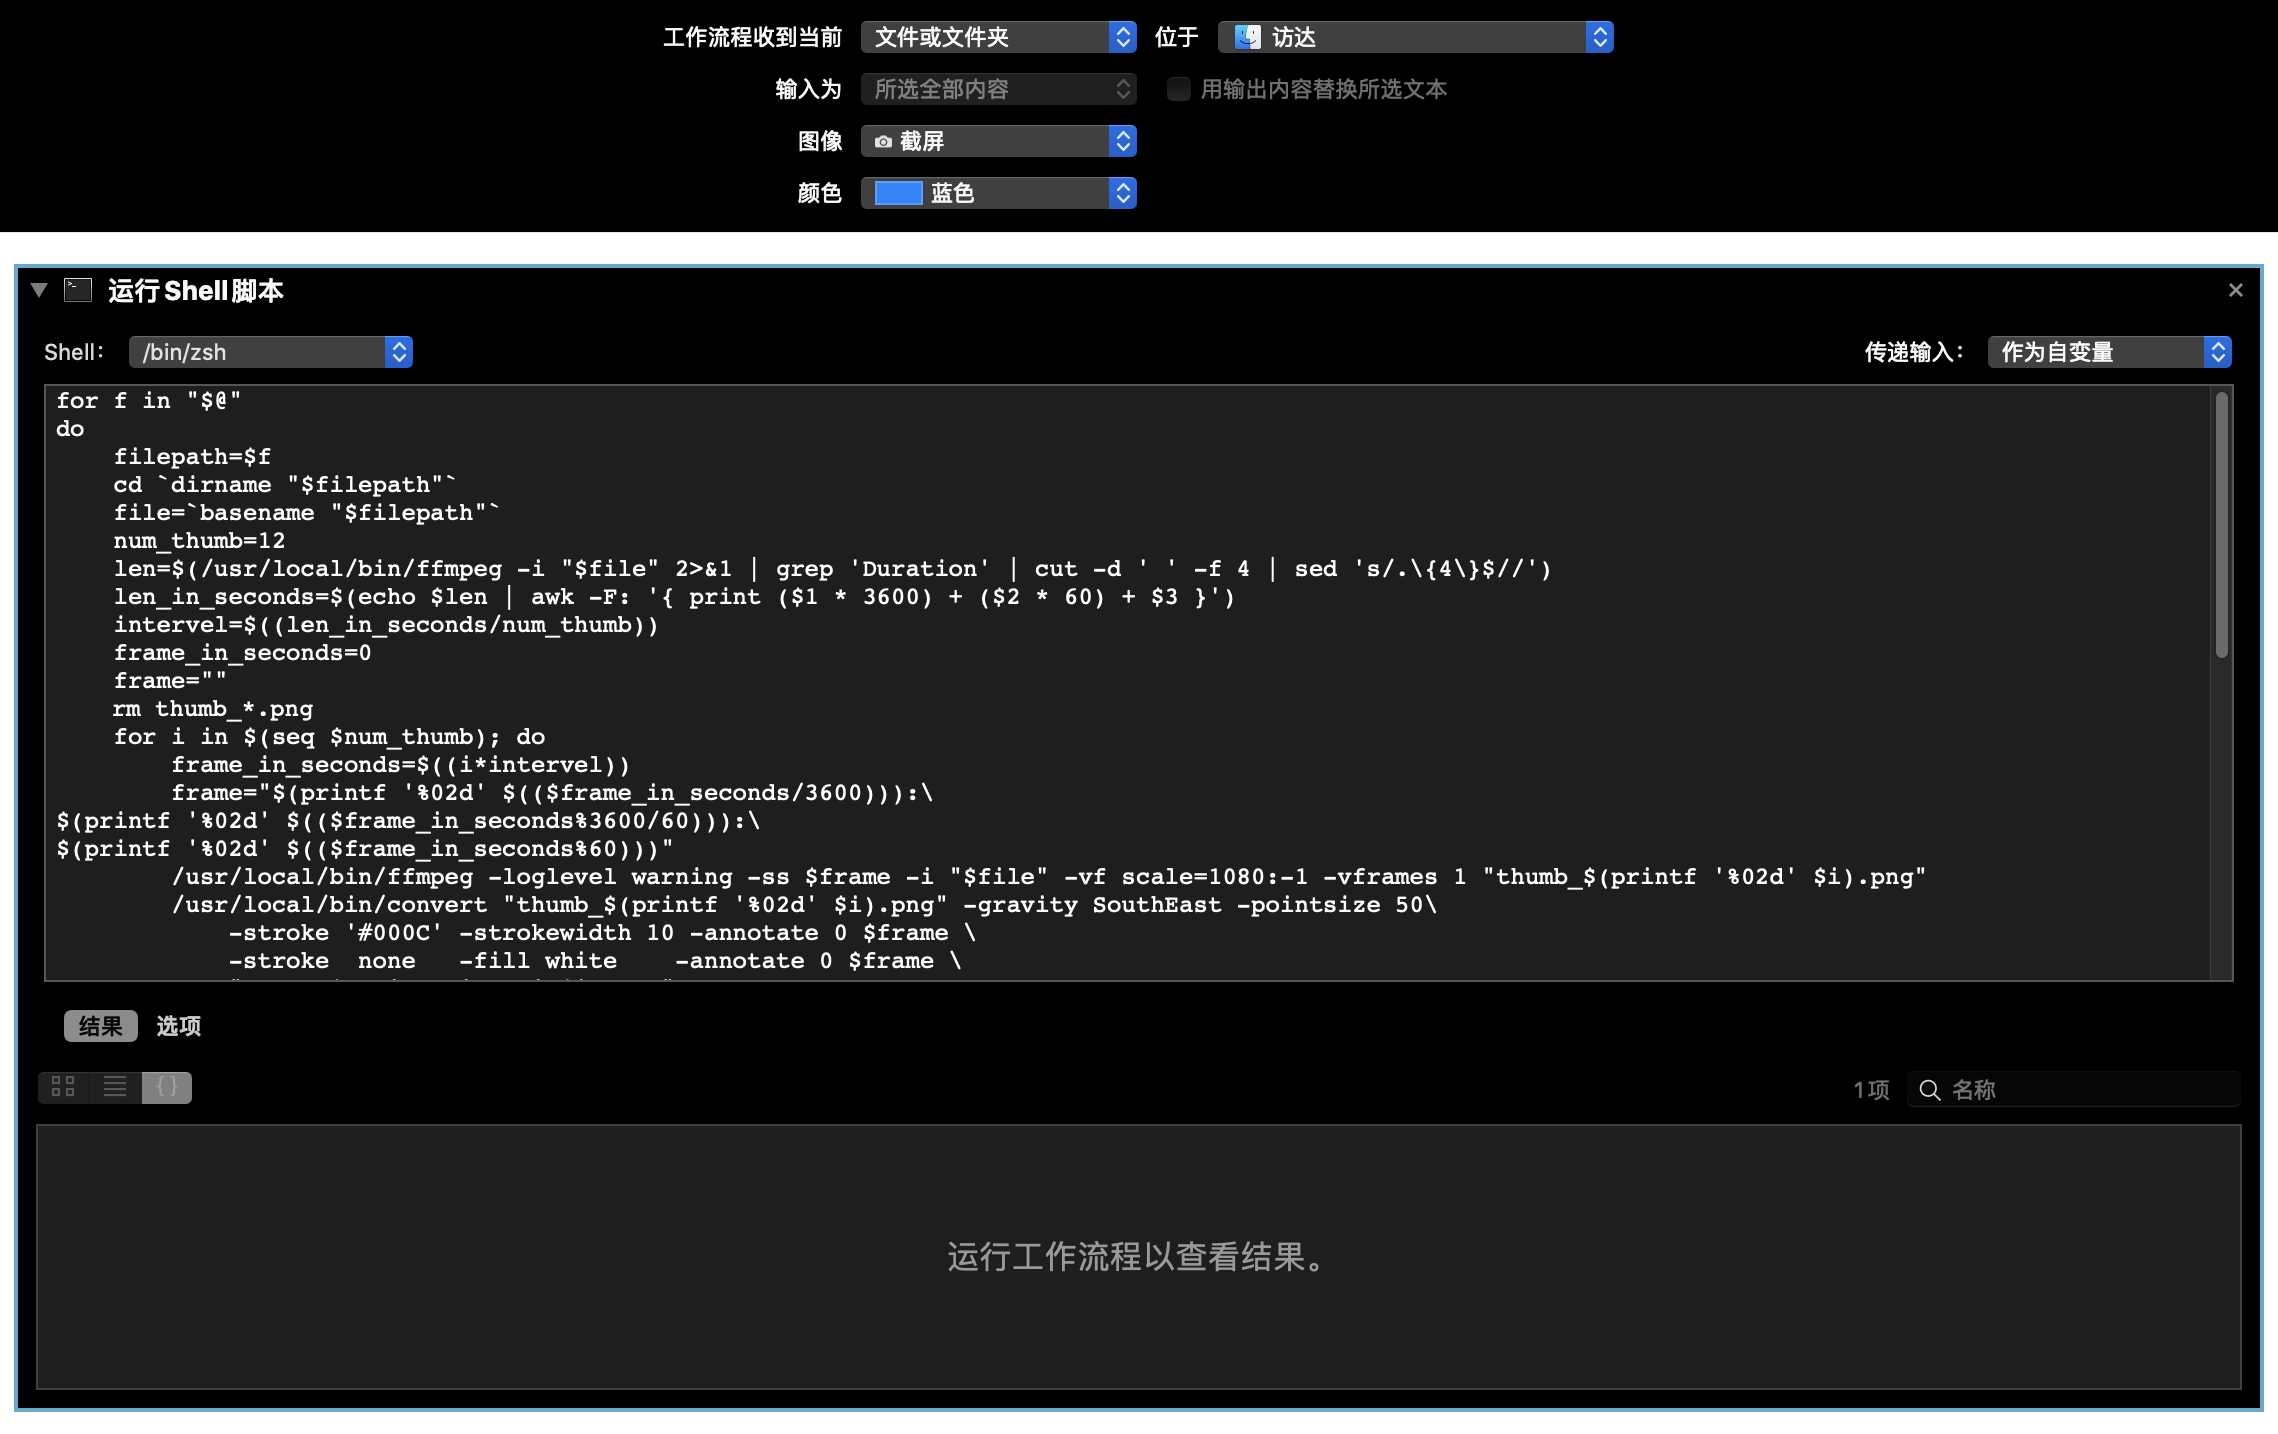 工作流程收到当前 文件或文件夹 位于 访达
输入为 所选全部内容 用输出内容替换所选文本
图像 截屏
颜色 蓝色
运行Shell脚本
Shell: /bin/zsh 传递输入： 作为自变量
for f in "$@"
do
    filepath=$f
    cd `dirname "$filepath"`
    file=`basename "$filepath"`
    num_thumb=12
    len=$(/usr/local/bin/ffmpeg -i "$file" 2>&1 | grep 'Duration' | cut -d ' ' -f 4 | sed 's/.\{4\}$//')
    len_in_seconds=$(echo $len | awk -F: '{ print ($1 * 3600) + ($2 * 60) + $3 }')
    intervel=$((len_in_seconds/num_thumb))
    frame_in_seconds=0
    frame=""
    rm thumb_*.png
    for i in $(seq $num_thumb); do
        frame_in_seconds=$((i*intervel))
        frame="$(printf '%02d' $(($frame_in_seconds/3600))):\
$(printf '%02d' $(($frame_in_seconds%3600/60))):\
$(printf '%02d' $(($frame_in_seconds%60)))"
        /usr/local/bin/ffmpeg -loglevel warning -ss $frame -i "$file" -vf scale=1080:-1 -vframes 1 "thumb_$(printf '%02d' $i).png"
        /usr/local/bin/convert "thumb_$(printf '%02d' $i).png" -gravity SouthEast -pointsize 50\
            -stroke '#000C' -strokewidth 10 -annotate 0 $frame \
            -stroke  none   -fill white    -annotate 0 $frame \
结果 选项
1项 名称
运行工作流程以查看结果。